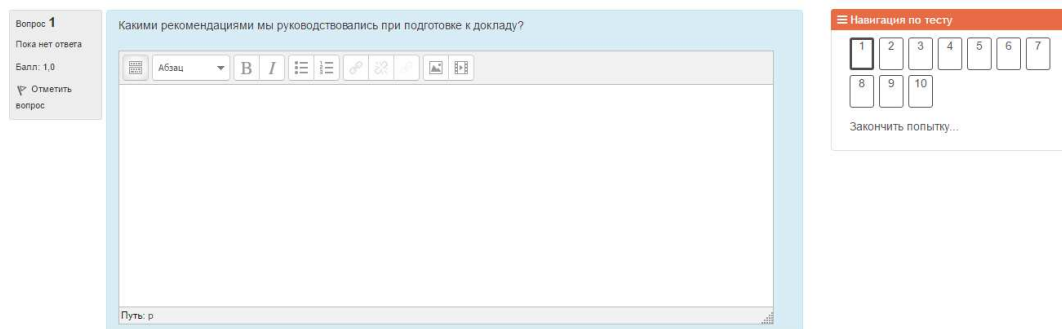 Вопрос 1
Пока нет ответа
Балл: 1,0
Отметить
вопрос
Какими рекомендациями мы руководствовались при подготовке к докладу?
Абзац
B I
Путь: p
Навигация по тесту
1 2 3 4 5 6 7
8 9 10
Закончить попытку...